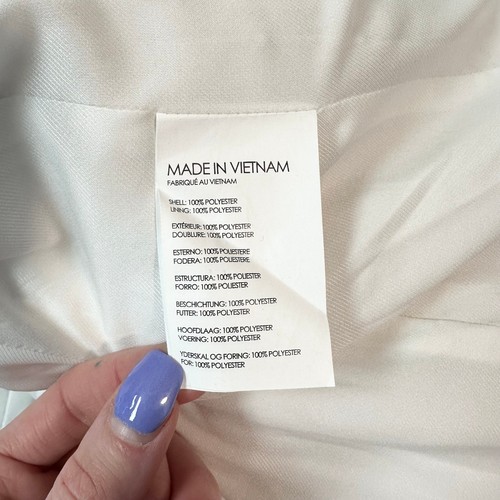 MADE IN VIETNAM
FABRIQUÉ AU VIETNAM
SHELL: 100% POLYESTER
LINING: 100% POLYESTER
EXTÉRIEUR: 100% POLYESTER
DOUBLURE: 100% POLYESTER
ESTERNO: 100% POLIESTERE
FODERA: 100% POLIESTERE
ESTRUCTURA: 100% POLYESTER
FORRO: 100% POLYESTER
BESCHICHTUNG: 100% POLYESTER
FUTTER: 100% POLYESTER
HOOFDLAAG: 100% POLYESTER
VOERING: 100% POLYESTER
YDERSKAL OG FORING: 100% POLYESTER
FOR: 100% POLYESTER